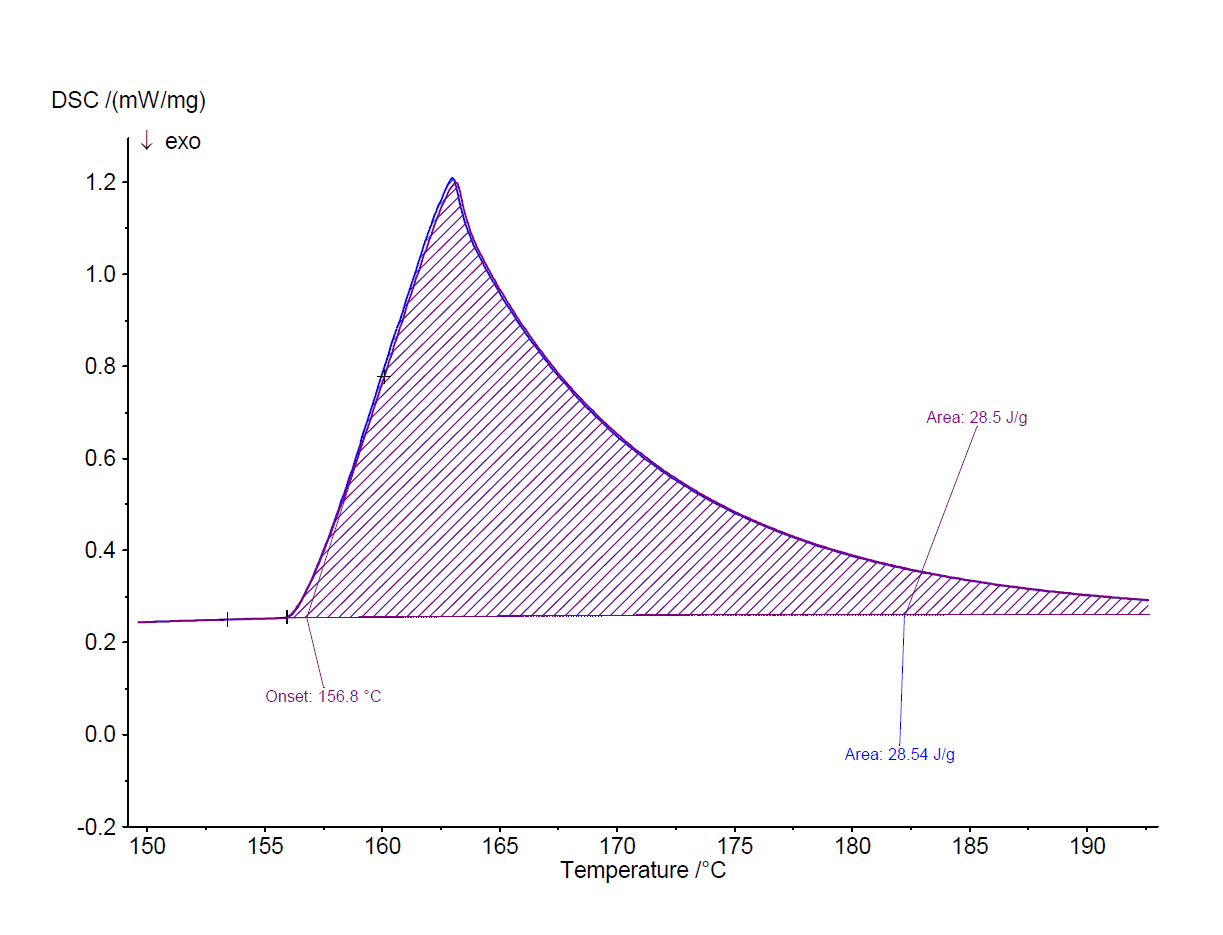 DSC /(mW/mg)
↓ exo
1.2
1.0
0.8
0.6
0.4
0.2
0.0
-0.2
Area: 28.5 J/g
Onset: 156.8 °C
Area: 28.54 J/g
150 155 160 165 170 175 180 185 190
Temperature /°C